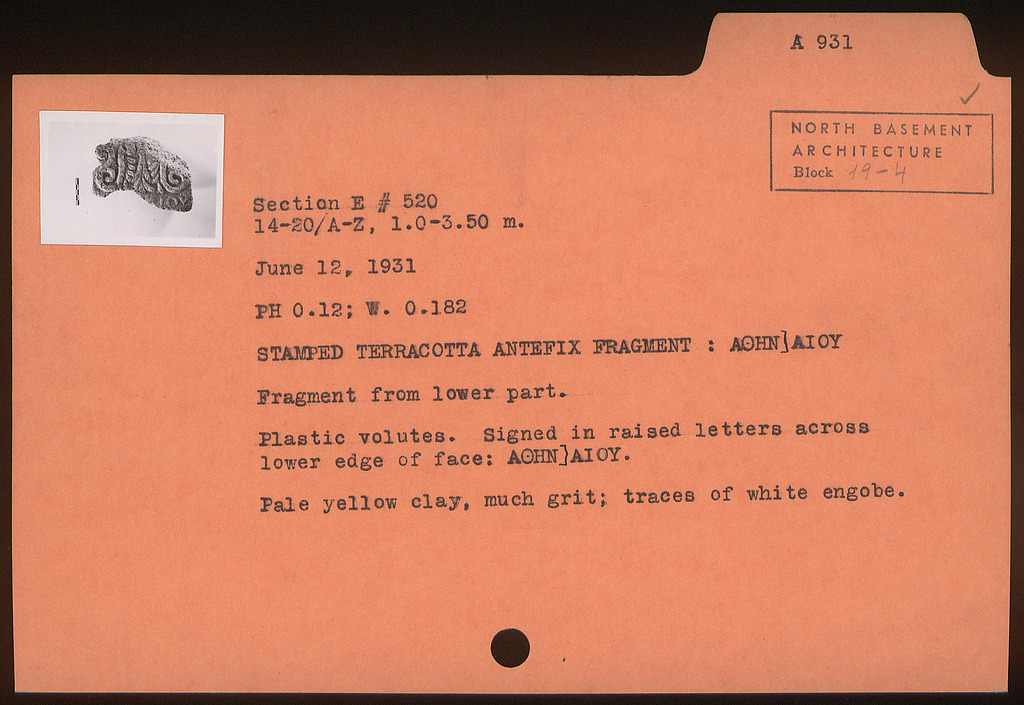 A 931
NORTH BASEMENT
ARCHITECTURE
Block 19-4
Section E # 520
14-20/A-Z, 1.0-3.50 m.
June 12, 1931
PH 0.12; W. 0.182
STAMPED TERRACOTTA ANTEFIX FRAGMENT : ΑΘΗΝ]ΑΙΟΥ
Fragment from lower part.
Plastic volutes. Signed in raised letters across
lower edge of face: ΑΘΗΝ]ΑΙΟΥ.
Pale yellow clay, much grit; traces of white engobe.